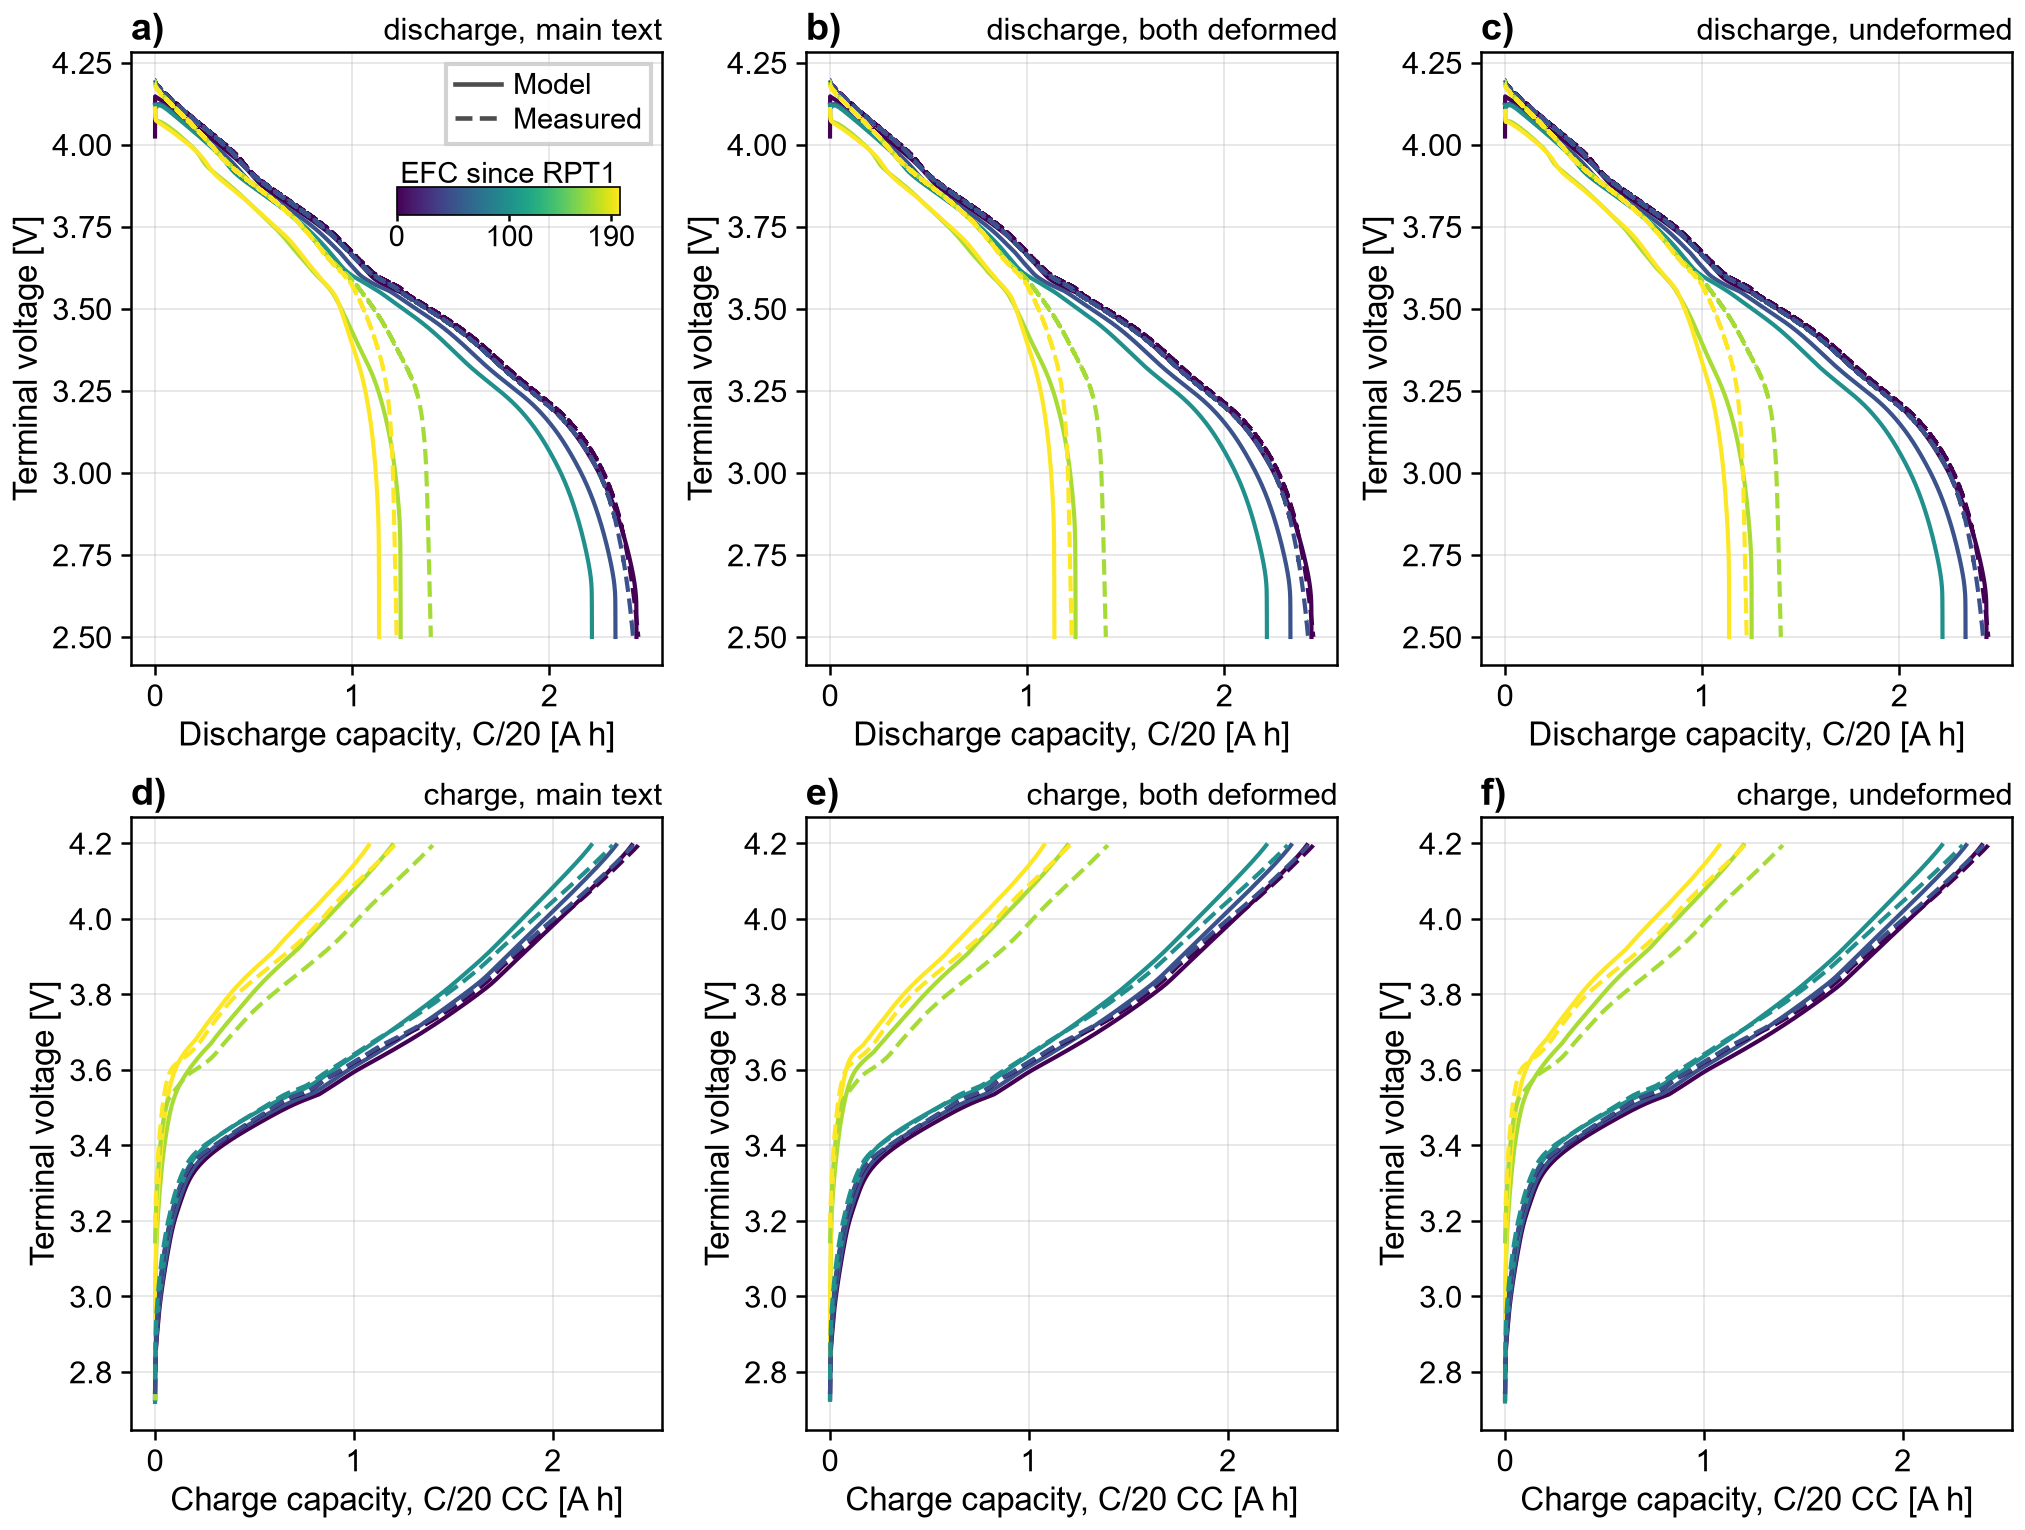 a) discharge, main text
4.25
4.00
3.75
3.50
3.25
3.00
2.75
2.50
Terminal voltage [V]
Model
Measured
EFC since RPT1
0 100 190
0 1 2
Discharge capacity, C/20 [A h]
b) discharge, both deformed
4.25
4.00
3.75
3.50
3.25
3.00
2.75
2.50
Terminal voltage [V]
0 1 2
Discharge capacity, C/20 [A h]
c) discharge, undeformed
4.25
4.00
3.75
3.50
3.25
3.00
2.75
2.50
Terminal voltage [V]
0 1 2
Discharge capacity, C/20 [A h]
d) charge, main text
4.2
4.0
3.8
3.6
3.4
3.2
3.0
2.8
Terminal voltage [V]
0 1 2
Charge capacity, C/20 CC [A h]
e) charge, both deformed
4.2
4.0
3.8
3.6
3.4
3.2
3.0
2.8
Terminal voltage [V]
0 1 2
Charge capacity, C/20 CC [A h]
f) charge, undeformed
4.2
4.0
3.8
3.6
3.4
3.2
3.0
2.8
Terminal voltage [V]
0 1 2
Charge capacity, C/20 CC [A h]